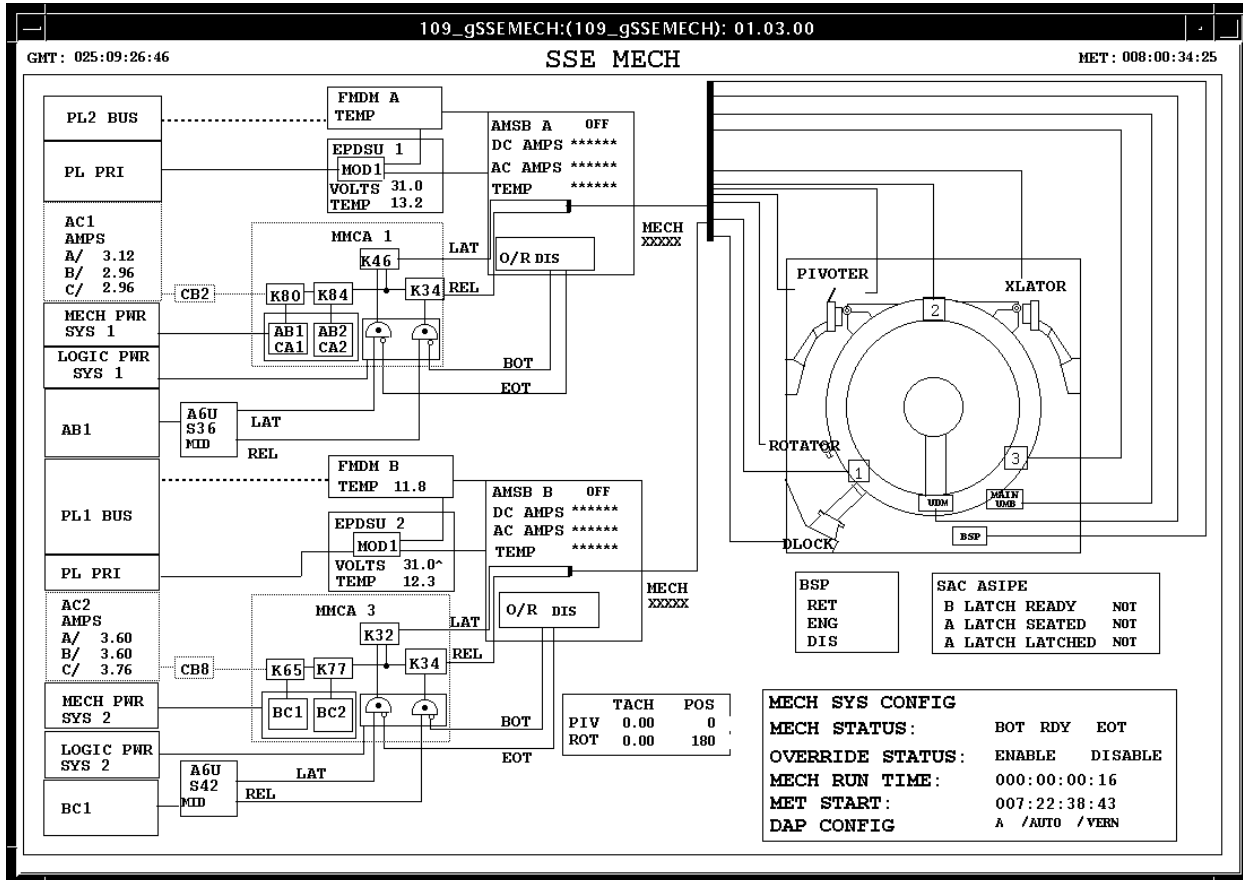 109_gSSEMECH:(109_gSSEMECH): 01.03.00
GMT: 025:09:26:46
SSE MECH
MET: 008:00:34:25
PL2 BUS
FMDM A
TEMP
PL PRI
EPDSU 1
MOD1
VOLTS 31.0
TEMP 13.2
AMSB A OFF
DC AMPS ******
AC AMPS ******
TEMP ******
O/R DIS
MECH
XXXXX
AC1
AMPS
A/ 3.12
B/ 2.96
C/ 2.96
CB2
MMCA 1
K46
LAT
K80
K84
K34
REL
AB1
CA1
AB2
CA2
MECH PWR
SYS 1
LOGIC PWR
SYS 1
BOT
EOT
AB1
A6U
S36
MID
LAT
REL
PL1 BUS
FMDM B
TEMP 11.8
EPDSU 2
MOD1
VOLTS 31.0^
TEMP 12.3
PL PRI
AMSB B OFF
DC AMPS ******
AC AMPS ******
TEMP ******
O/R DIS
MECH
XXXXX
AC2
AMPS
A/ 3.60
B/ 3.60
C/ 3.76
CB8
MMCA 3
K32
LAT
K65
K77
K34
REL
BC1
BC2
MECH PWR
SYS 2
LOGIC PWR
SYS 2
BOT
EOT
BC1
A6U
S42
MID
LAT
REL
PIVOTER
XLATOR
2
ROTATOR
1
3
UDM
MAIN
UMB
BSP
DLOCK
BSP
RET
ENG
DIS
SAC ASIPE
B LATCH READY NOT
A LATCH SEATED NOT
A LATCH LATCHED NOT
TACH POS
PIV 0.00 0
ROT 0.00 180
MECH SYS CONFIG
MECH STATUS: BOT RDY EOT
OVERRIDE STATUS: ENABLE DISABLE
MECH RUN TIME: 000:00:00:16
MET START: 007:22:38:43
DAP CONFIG A /AUTO /VERN